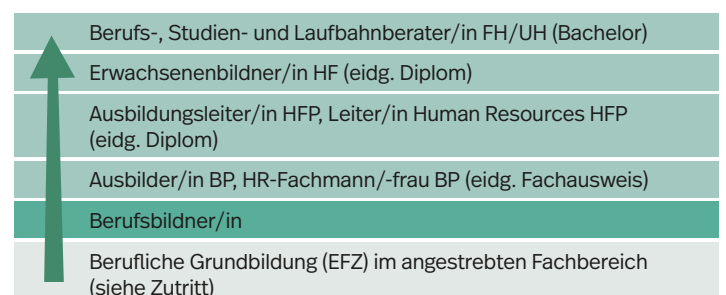 Berufs-, Studien- und Laufbahnberater/in FH/UH (Bachelor)
Erwachsenenbildner/in HF (eidg. Diplom)
Ausbildungsleiter/in HFP, Leiter/in Human Resources HFP
(eidg. Diplom)
Ausbilder/in BP, HR-Fachmann/-frau BP (eidg. Fachausweis)
Berufsbildner/in
Berufliche Grundbildung (EFZ) im angestrebten Fachbereich
(siehe Zutritt)